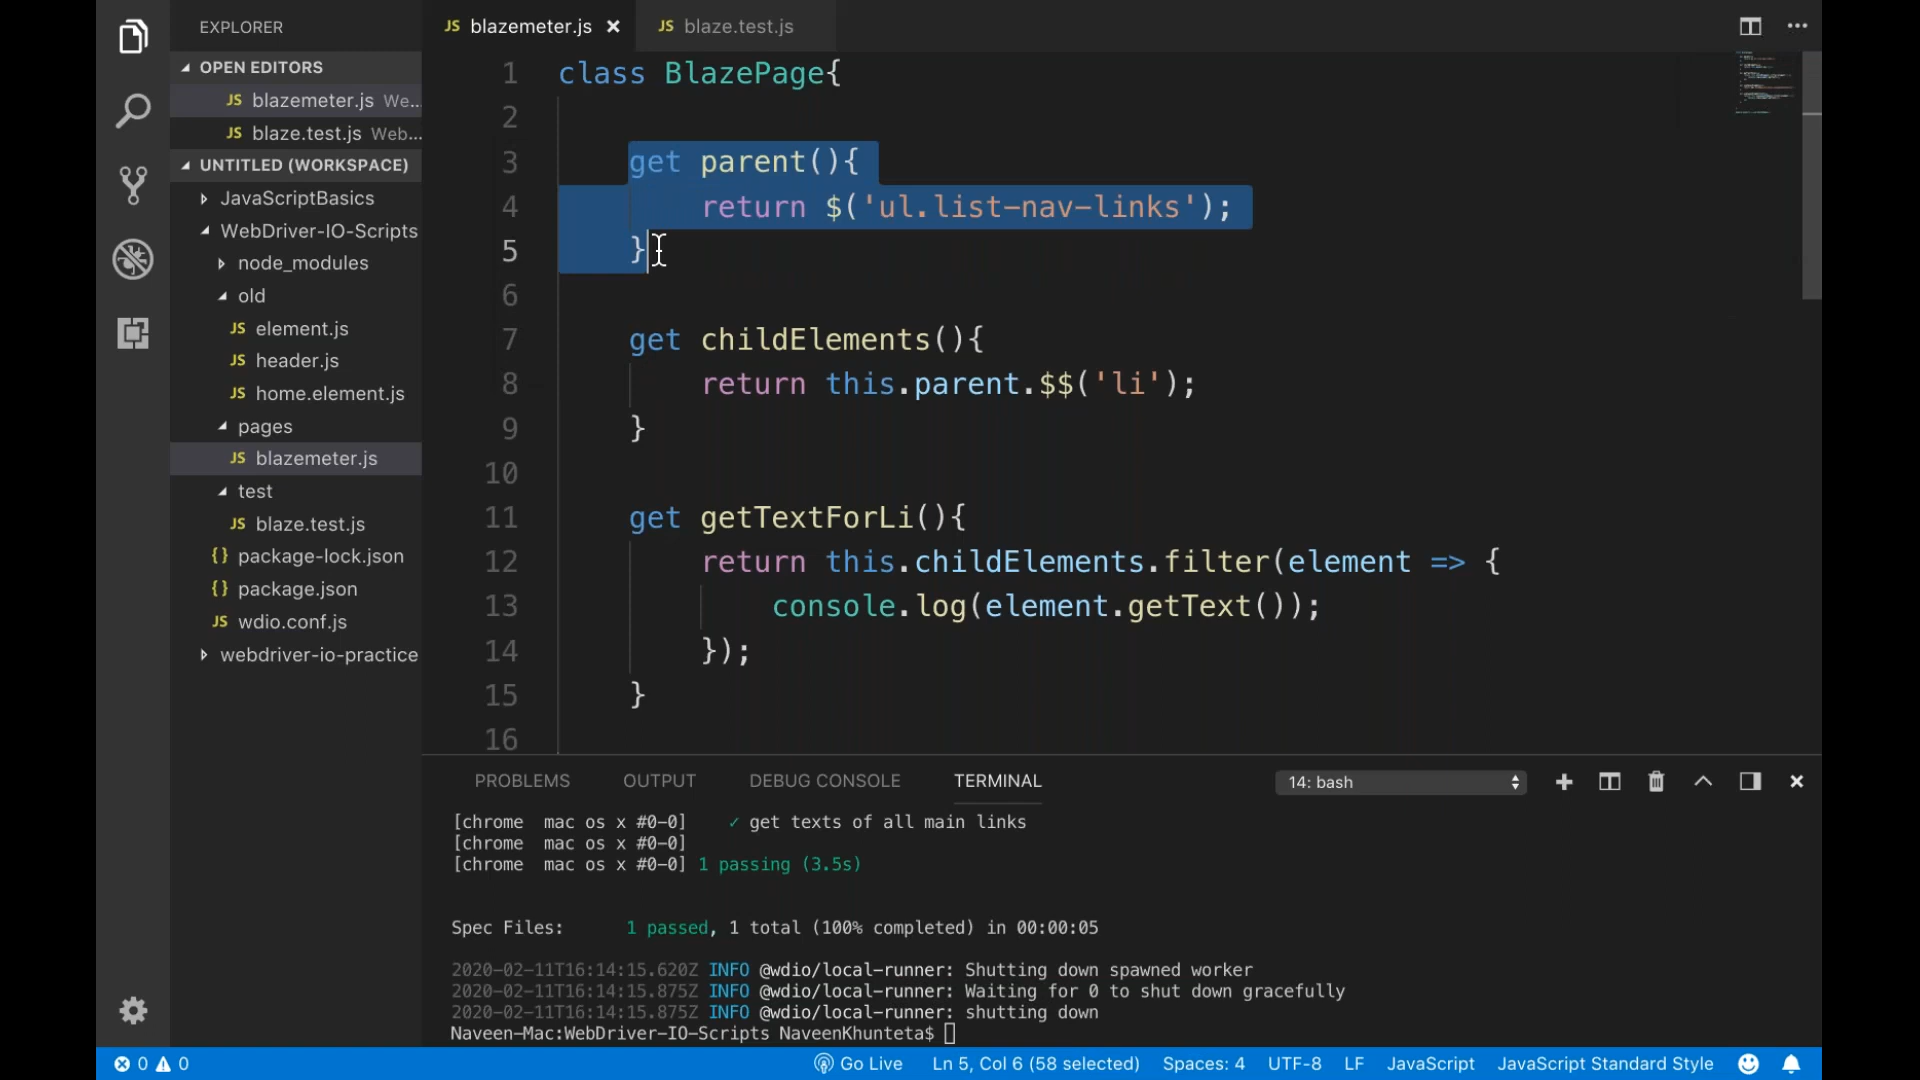 EXPLORER
OPEN EDITORS
JS blazemeter.js We...
JS blaze.test.js Web...
UNTITLED (WORKSPACE)
JavaScriptBasics
WebDriver-IO-Scripts
node_modules
old
JS element.js
JS header.js
JS home.element.js
pages
JS blazemeter.js
test
JS blaze.test.js
{} package-lock.json
{} package.json
JS wdio.conf.js
webdriver-io-practice
JS blazemeter.js
JS blaze.test.js
1 class BlazePage{
2
3 get parent(){
4 return $('ul.list-nav-links');
5 }
6
7 get childElements(){
8 return this.parent.$$('li');
9 }
10
11 get getTextForLi(){
12 return this.childElements.filter(element => {
13 console.log(element.getText());
14 });
15 }
16
PROBLEMS OUTPUT DEBUG CONSOLE TERMINAL 14: bash
[chrome mac os x #0-0] ✓ get texts of all main links
[chrome mac os x #0-0]
[chrome mac os x #0-0] 1 passing (3.5s)
Spec Files: 1 passed, 1 total (100% completed) in 00:00:05
2020-02-11T16:14:15.620Z INFO @wdio/local-runner: Shutting down spawned worker
2020-02-11T16:14:15.875Z INFO @wdio/local-runner: Waiting for 0 to shut down gracefully
2020-02-11T16:14:15.875Z INFO @wdio/local-runner: shutting down
Naveen-Mac:WebDriver-IO-Scripts NaveenKhunteta$
0 0 Go Live Ln 5, Col 6 (58 selected) Spaces: 4 UTF-8 LF JavaScript JavaScript Standard Style